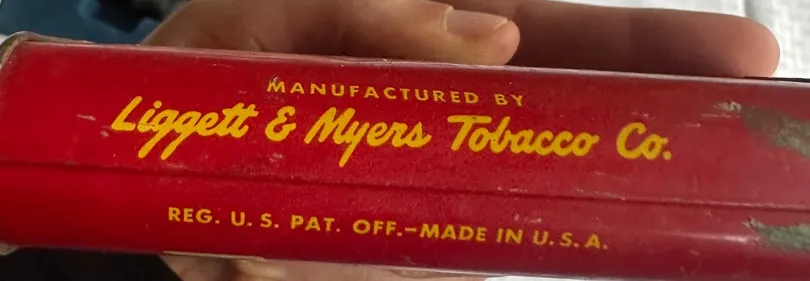 MANUFACTURED BY
Liggett & Myers Tobacco Co.
REG. U. S. PAT. OFF.-MADE IN U. S. A.